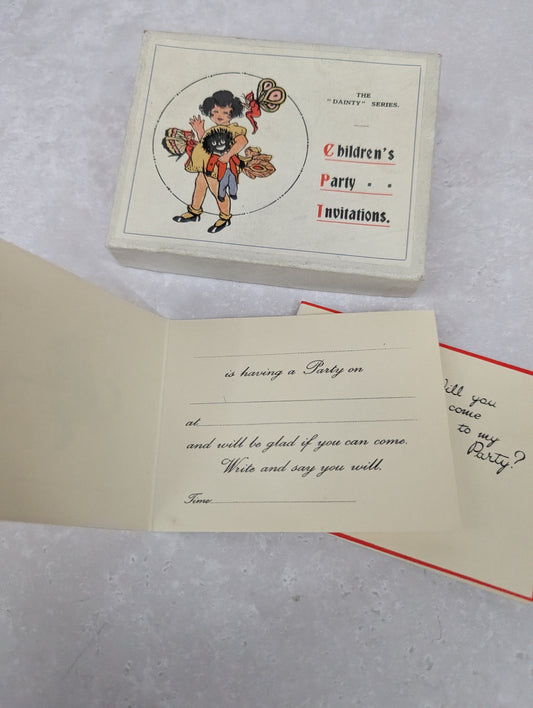 THE
"DAINTY" SERIES.
Children's
Party
Invitations.
is having a Party on
at
and will be glad if you can come.
Write and say you will.
Time
ill you
come
to my
Party?